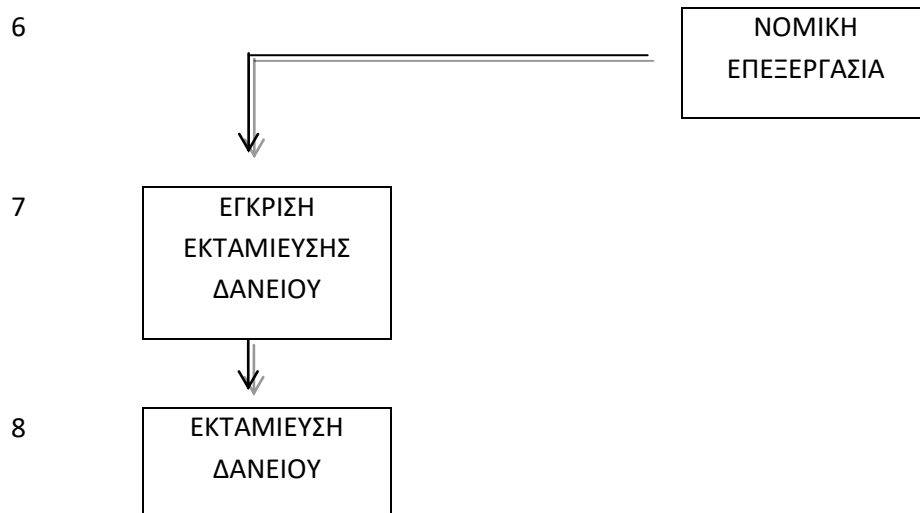 6
ΝΟΜΙΚΗ
ΕΠΕΞΕΡΓΑΣΙΑ
7
ΕΓΚΡΙΣΗ
ΕΚΤΑΜΙΕΥΣΗΣ
ΔΑΝΕΙΟΥ
8
ΕΚΤΑΜΙΕΥΣΗ
ΔΑΝΕΙΟΥ